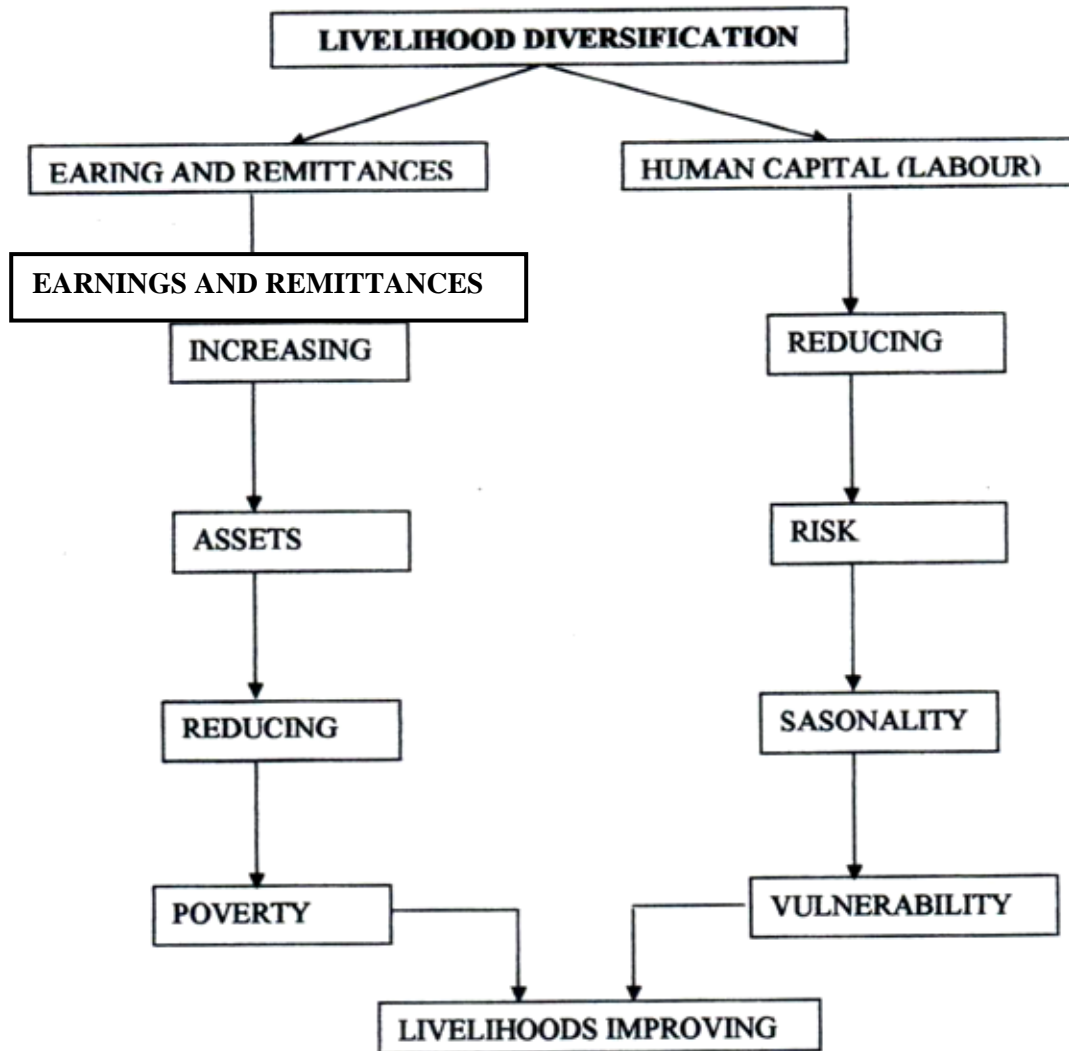 LIVELIHOOD DIVERSIFICATION
EARING AND REMITTANCES
HUMAN CAPITAL (LABOUR)
EARNINGS AND REMITTANCES
INCREASING
REDUCING
ASSETS
RISK
REDUCING
SASONALITY
POVERTY
VULNERABILITY
LIVELIHOODS IMPROVING